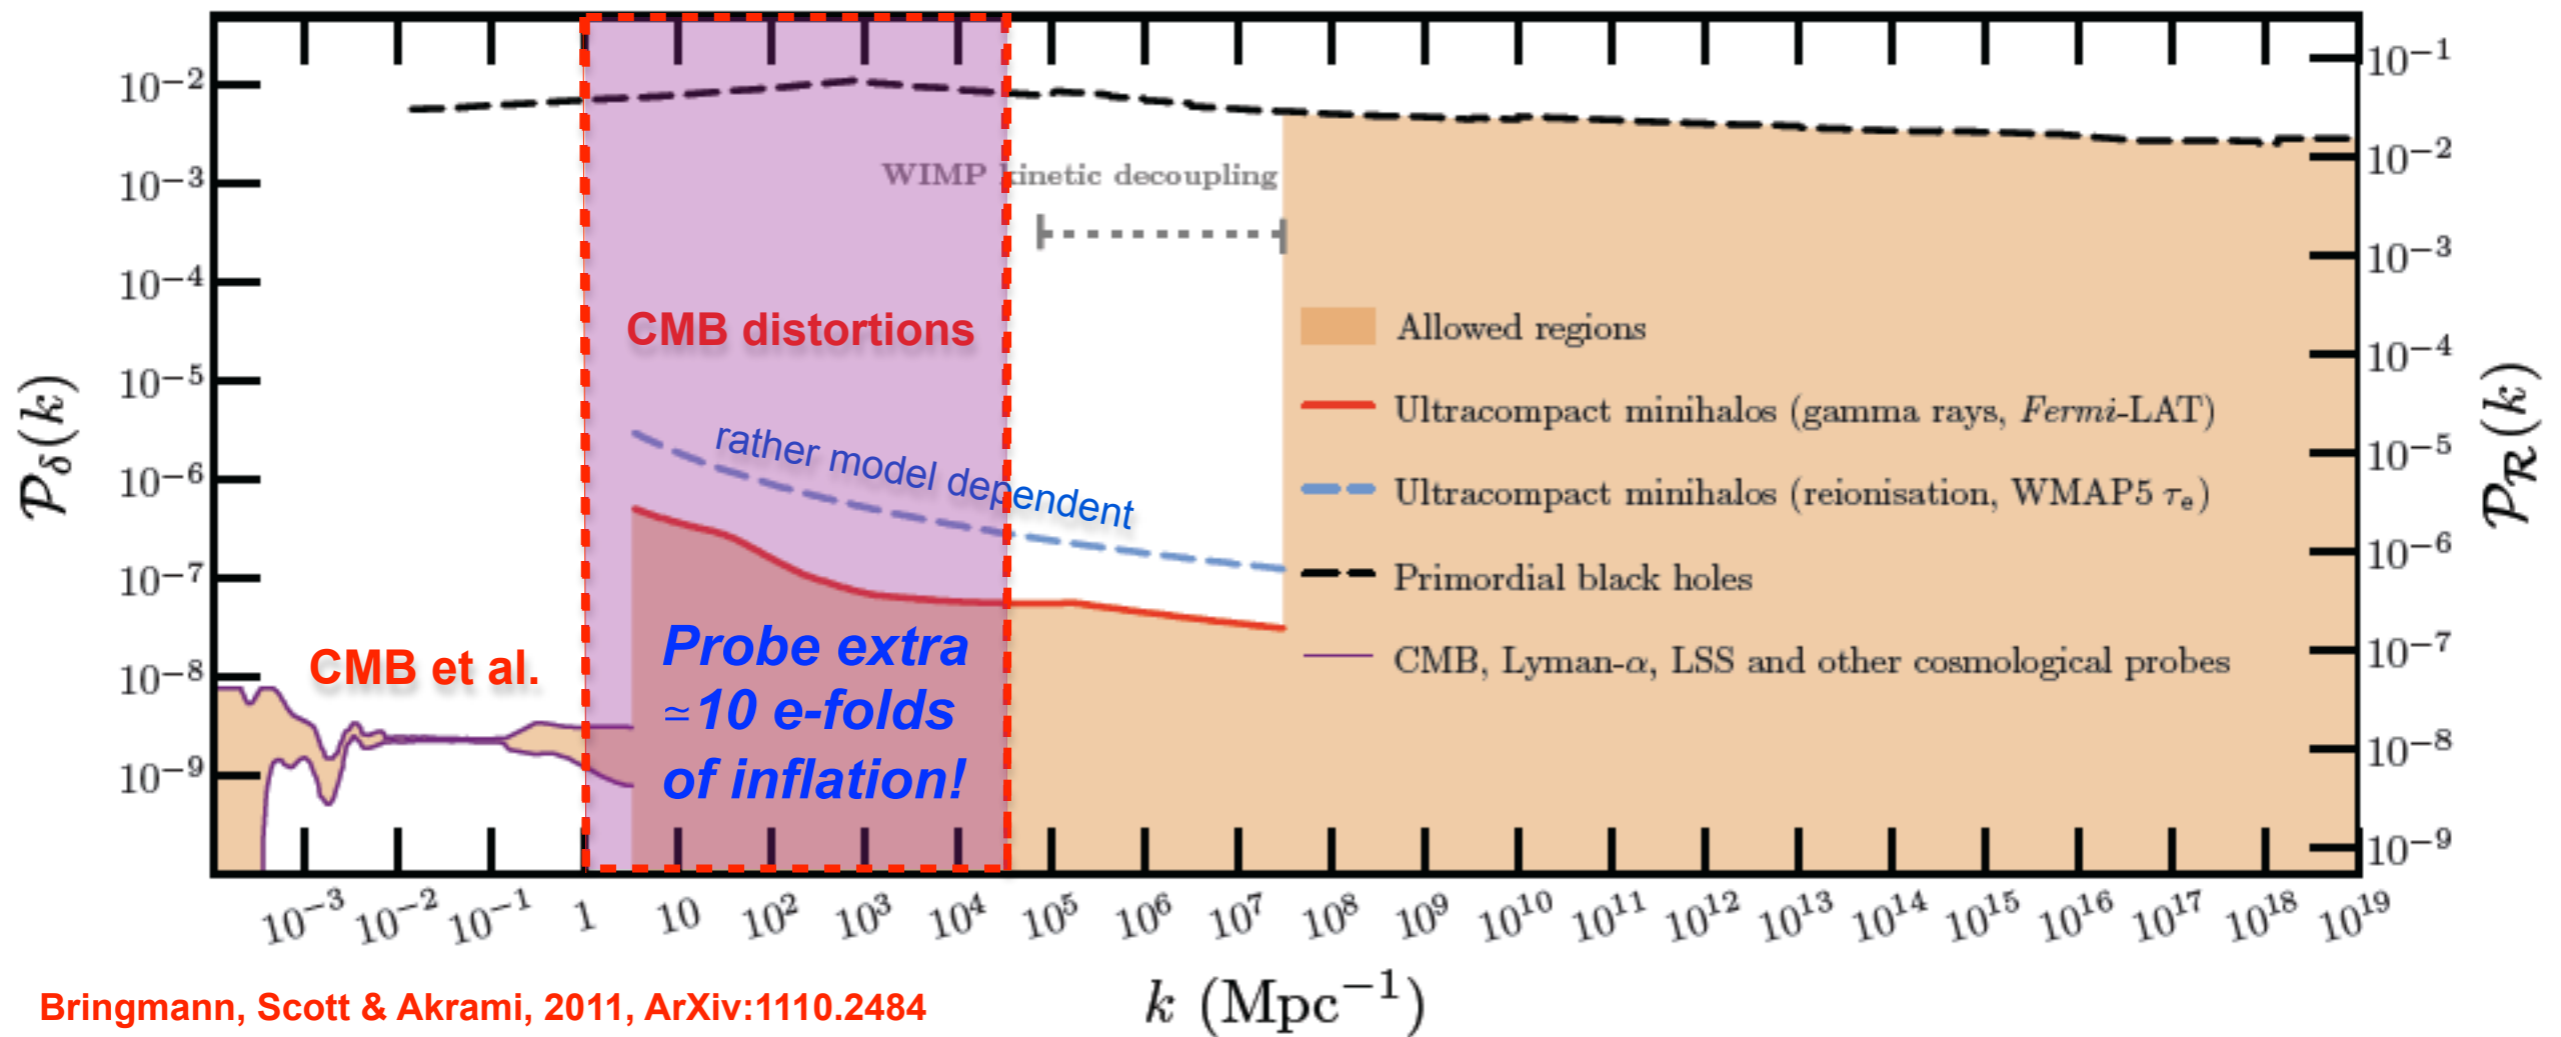 10⁻²
10⁻³
10⁻⁴
10⁻⁵
10⁻⁶
10⁻⁷
10⁻⁸
10⁻⁹
𝒫δ(k)
WIMP kinetic decoupling
CMB distortions
rather model dependent
CMB et al.
Probe extra
≃10 e-folds
of inflation!
Allowed regions
Ultracompact minihalos (gamma rays, Fermi-LAT)
Ultracompact minihalos (reionisation, WMAP5 τₑ)
Primordial black holes
CMB, Lyman-α, LSS and other cosmological probes
10⁻¹
10⁻²
10⁻³
10⁻⁴
10⁻⁵
10⁻⁶
10⁻⁷
10⁻⁸
10⁻⁹
𝒫ℛ(k)
10⁻³ 10⁻² 10⁻¹ 1 10 10² 10³ 10⁴ 10⁵ 10⁶ 10⁷ 10⁸ 10⁹ 10¹⁰ 10¹¹ 10¹² 10¹³ 10¹⁴ 10¹⁵ 10¹⁶ 10¹⁷ 10¹⁸ 10¹⁹
k (Mpc⁻¹)
Bringmann, Scott & Akrami, 2011, ArXiv:1110.2484